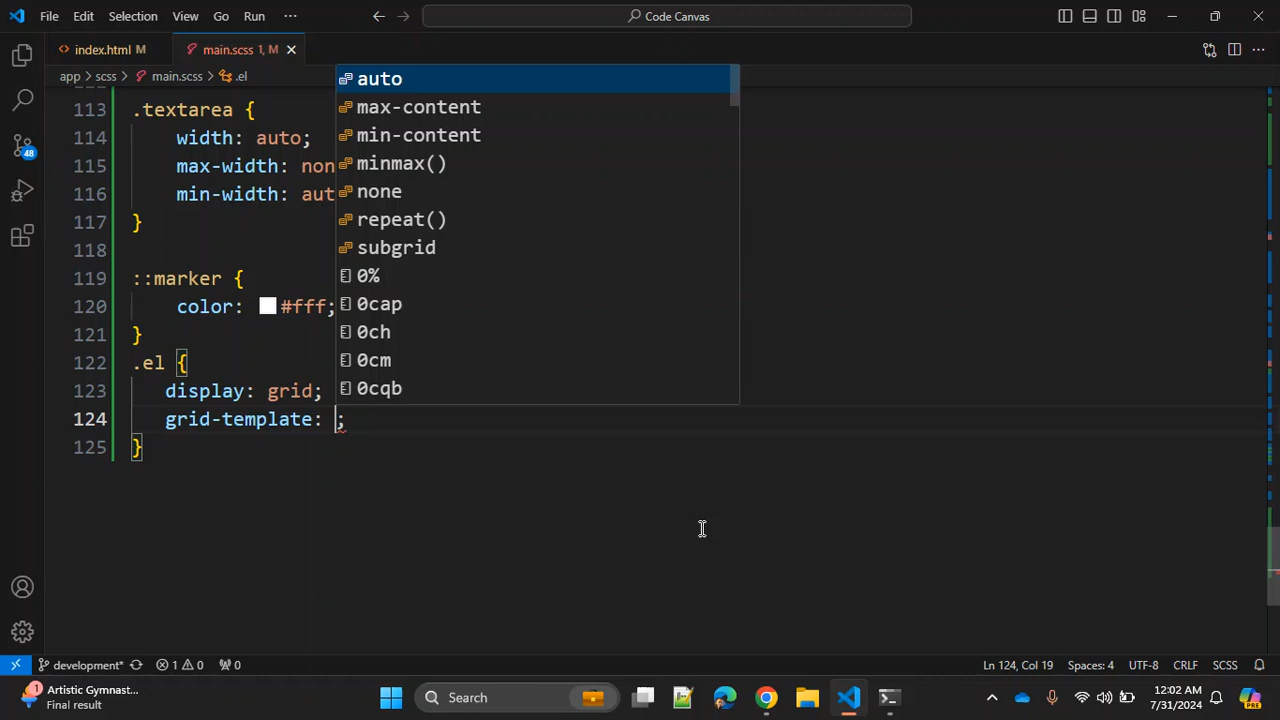 File Edit Selection View Go Run ··· Code Canvas
index.html M main.scss 1, M
app > scss > main.scss > .el
113 .textarea {
114 width: auto;
115 max-width: non
116 min-width: aut
117 }
118
119 ::marker {
120 color: #fff;
121 }
122 .el {
123 display: grid;
124 grid-template: ;
125 }
auto
max-content
min-content
minmax()
none
repeat()
subgrid
0%
0cap
0ch
0cm
0cqb
48
development* 1 0 0 Ln 124, Col 19 Spaces: 4 UTF-8 CRLF SCSS
1 Artistic Gymnast...
Final result
Search
12:02 AM
7/31/2024
PRE